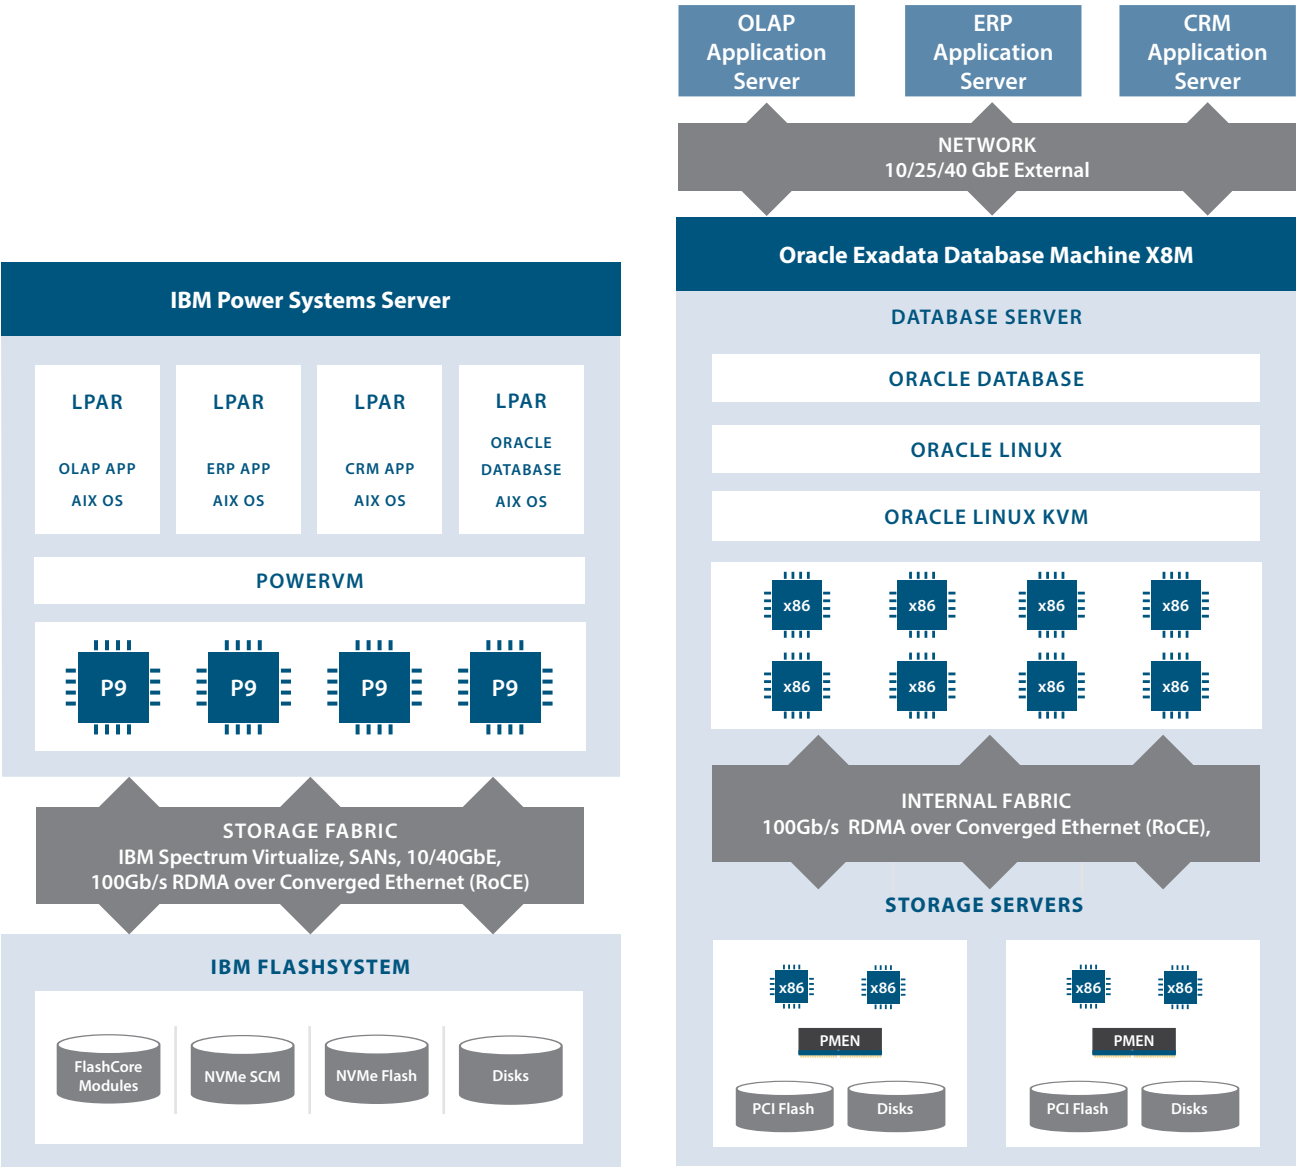 IBM Power Systems Server
LPAR
OLAP APP
AIX OS
LPAR
ERP APP
AIX OS
LPAR
CRM APP
AIX OS
LPAR
ORACLE
DATABASE
AIX OS
POWERVM
P9
P9
P9
P9
STORAGE FABRIC
IBM Spectrum Virtualize, SANs, 10/40GbE,
100Gb/s RDMA over Converged Ethernet (RoCE)
IBM FLASHSYSTEM
FlashCore
Modules
NVMe SCM
NVMe Flash
Disks
OLAP
Application
Server
ERP
Application
Server
CRM
Application
Server
NETWORK
10/25/40 GbE External
Oracle Exadata Database Machine X8M
DATABASE SERVER
ORACLE DATABASE
ORACLE LINUX
ORACLE LINUX KVM
x86
x86
x86
x86
x86
x86
x86
x86
INTERNAL FABRIC
100Gb/s RDMA over Converged Ethernet (RoCE),
STORAGE SERVERS
x86
x86
PMEN
PCI Flash
Disks
x86
x86
PMEN
PCI Flash
Disks